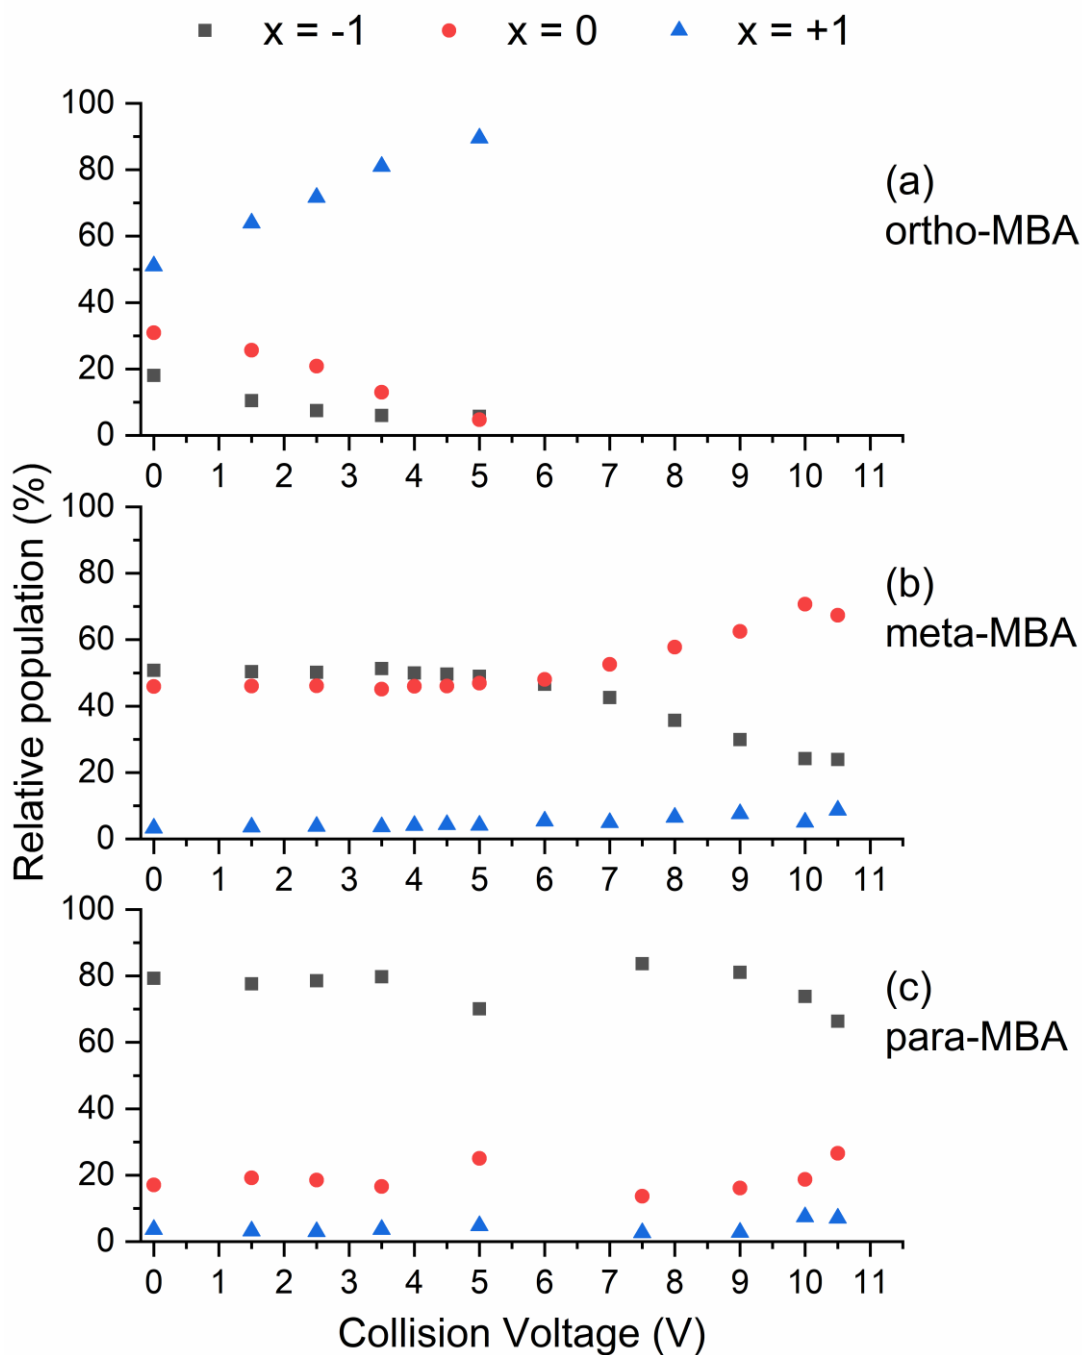 x = -1 x = 0 x = +1
100
80
60
40
20
0
0 1 2 3 4 5 6 7 8 9 10 11
(a)
ortho-MBA
Relative population (%)
100
80
60
40
20
0
0 1 2 3 4 5 6 7 8 9 10 11
(b)
meta-MBA
100
80
60
40
20
0
0 1 2 3 4 5 6 7 8 9 10 11
(c)
para-MBA
Collision Voltage (V)